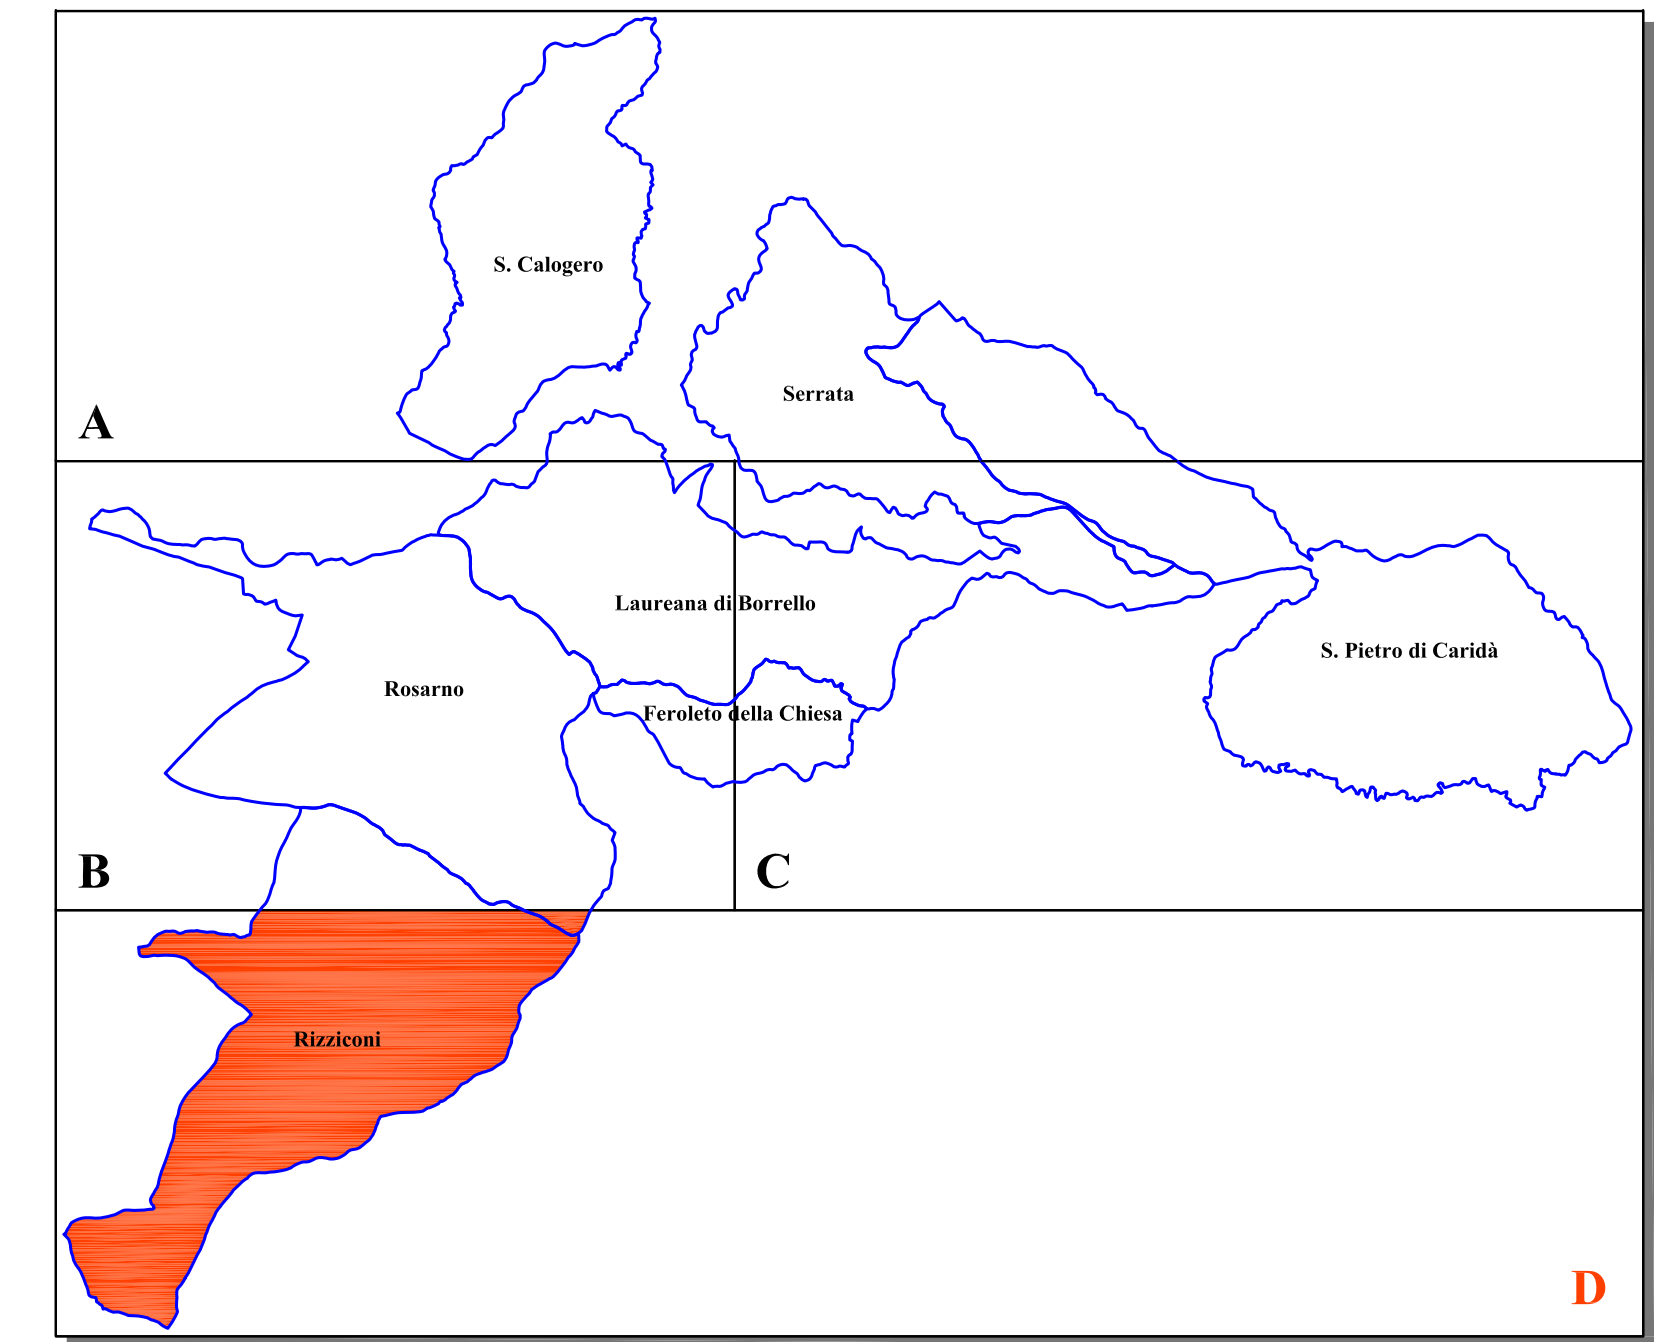 S. Calogero
Serrata
A
Laureana di Borrello
S. Pietro di Caridà
Rosarno
Feroleto della Chiesa
B
C
Rizziconi
D